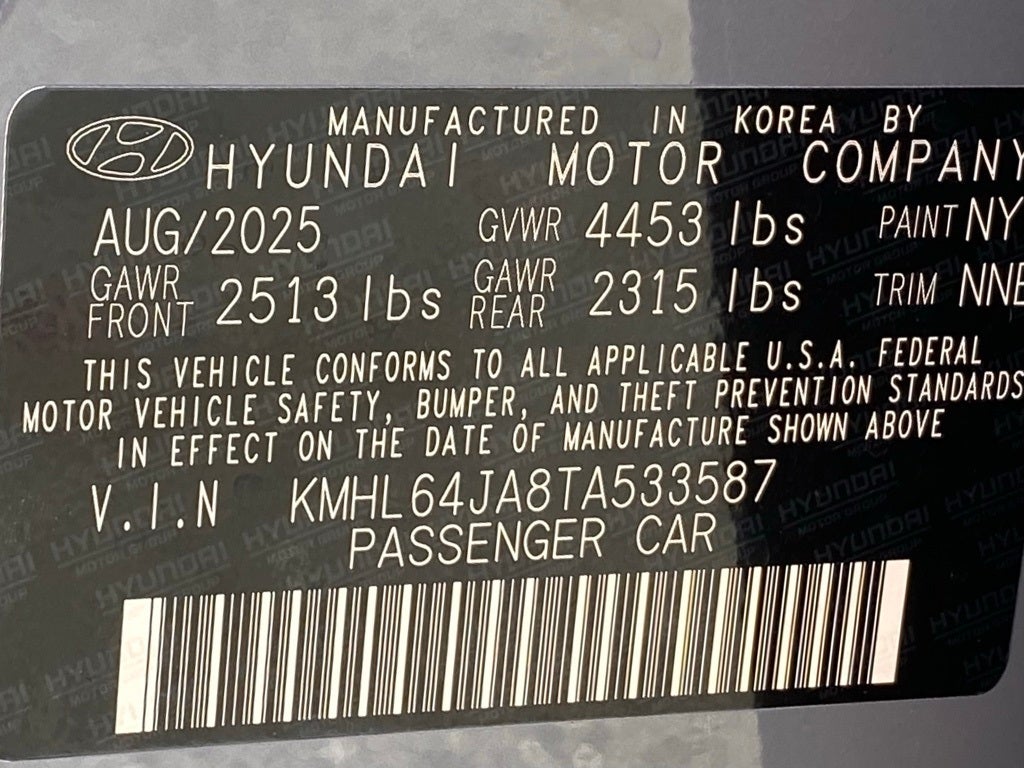 MANUFACTURED IN KOREA BY
HYUNDAI MOTOR COMPANY
AUG/2025 GVWR 4453 lbs PAINT NY
GAWR FRONT 2513 lbs GAWR REAR 2315 lbs TRIM NNB
THIS VEHICLE CONFORMS TO ALL APPLICABLE U.S.A. FEDERAL
MOTOR VEHICLE SAFETY, BUMPER, AND THEFT PREVENTION STANDARDS
IN EFFECT ON THE DATE OF MANUFACTURE SHOWN ABOVE
V.I.N KMHL64JA8TA533587
PASSENGER CAR